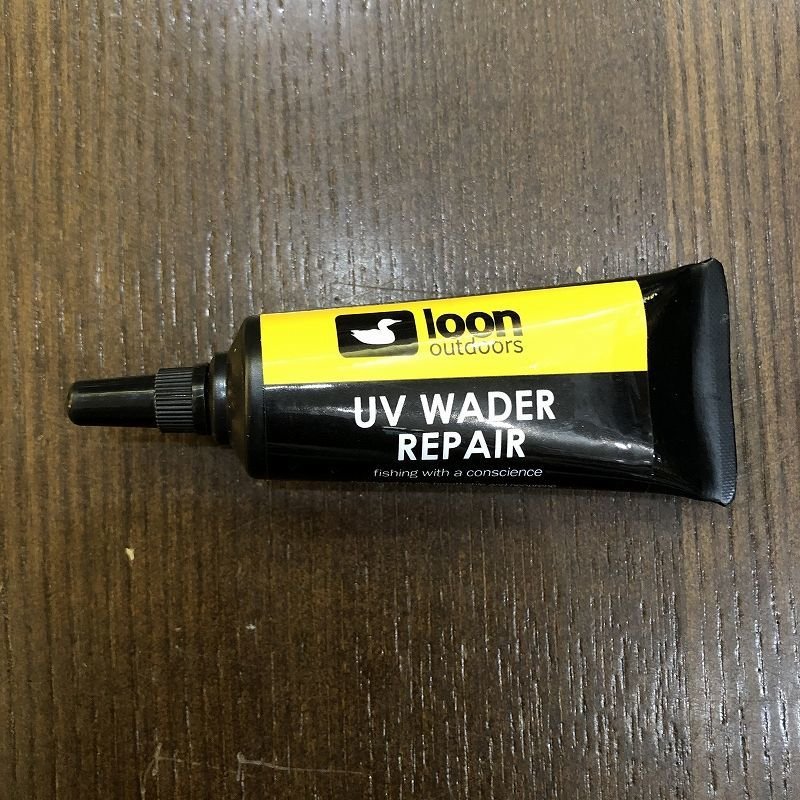 loon
outdoors
UV WADER
REPAIR
fishing with a conscience